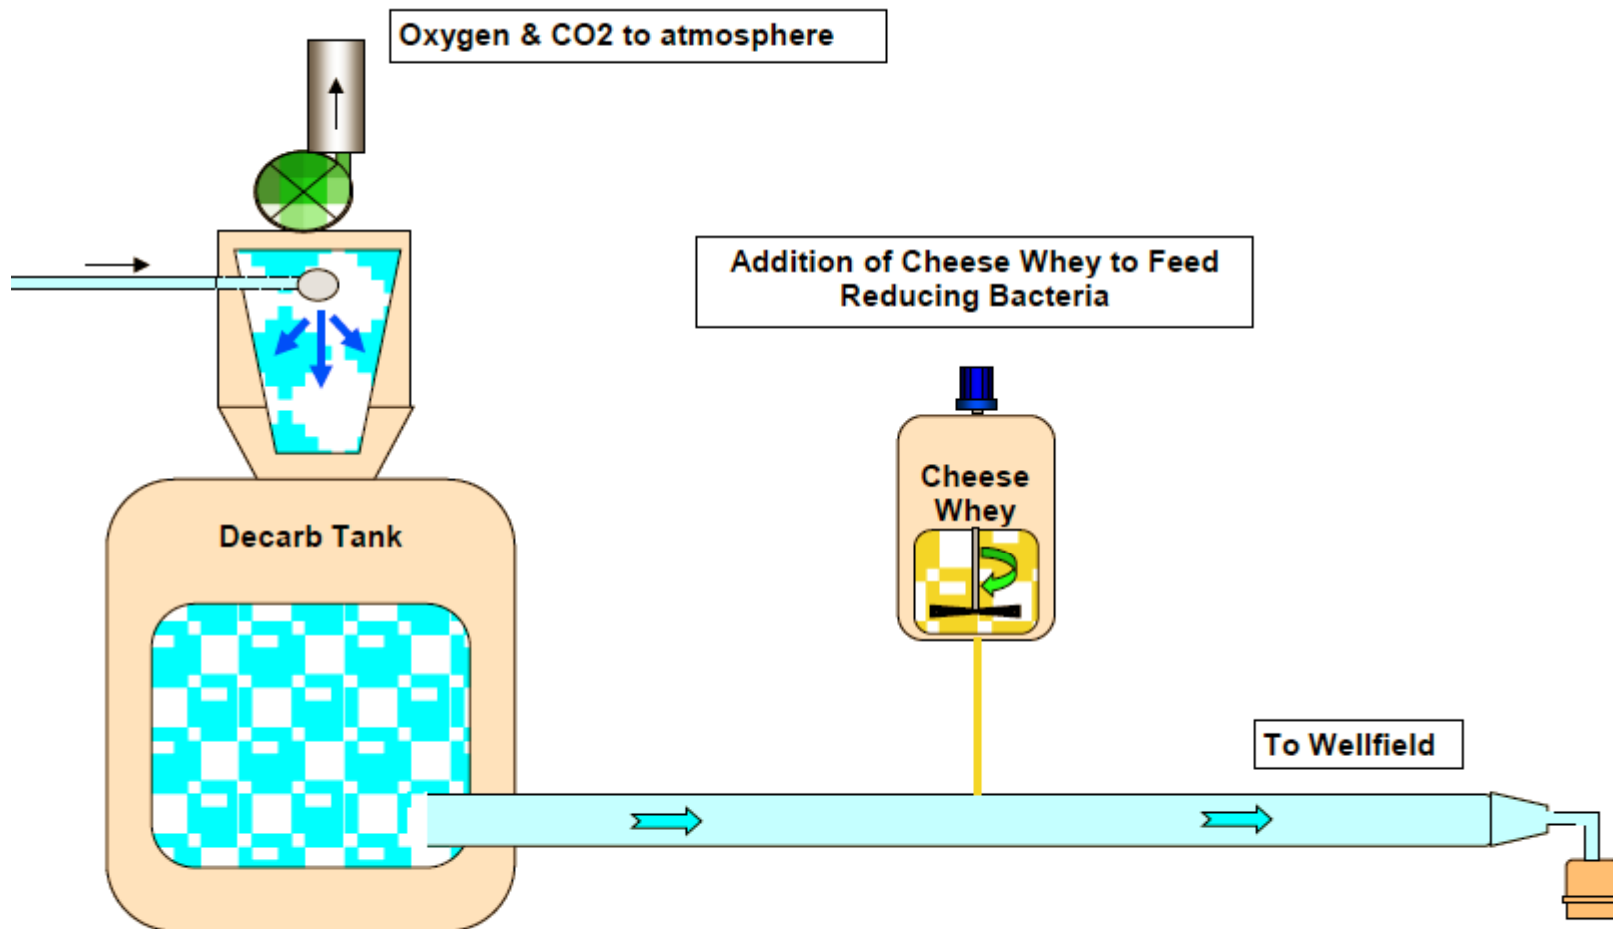 Oxygen & CO2 to atmosphere
Addition of Cheese Whey to Feed
Reducing Bacteria
Cheese
Whey
Decarb Tank
To Wellfield